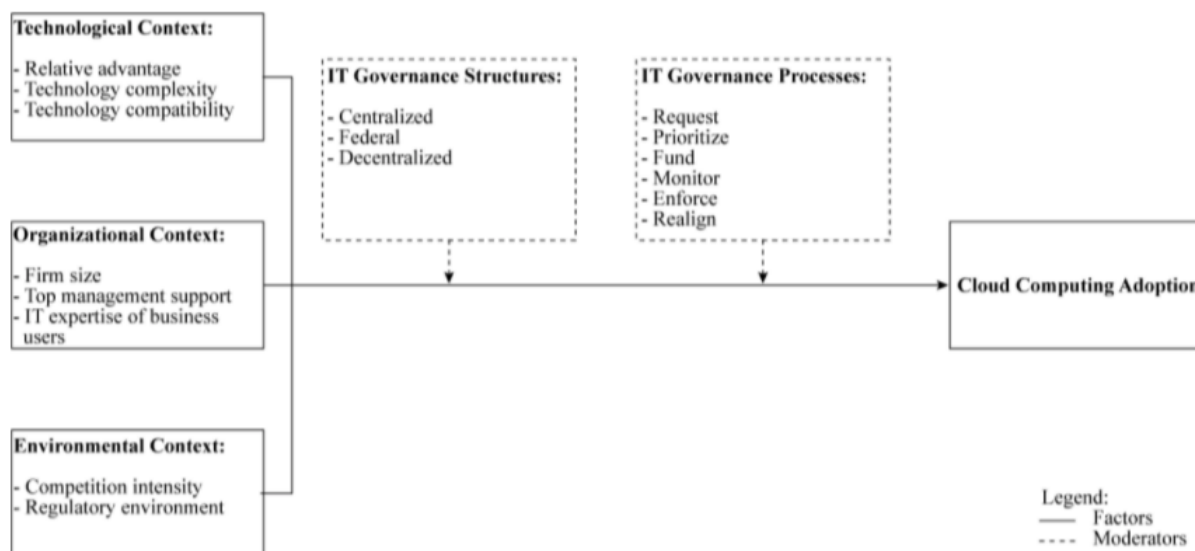 Technological Context:
- Relative advantage
- Technology complexity
- Technology compatibility
IT Governance Structures:
- Centralized
- Federal
- Decentralized
IT Governance Processes:
- Request
- Prioritize
- Fund
- Monitor
- Enforce
- Realign
Organizational Context:
- Firm size
- Top management support
- IT expertise of business
users
Cloud Computing Adoption
Environmental Context:
- Competition intensity
- Regulatory environment
Legend:
Factors
Moderators